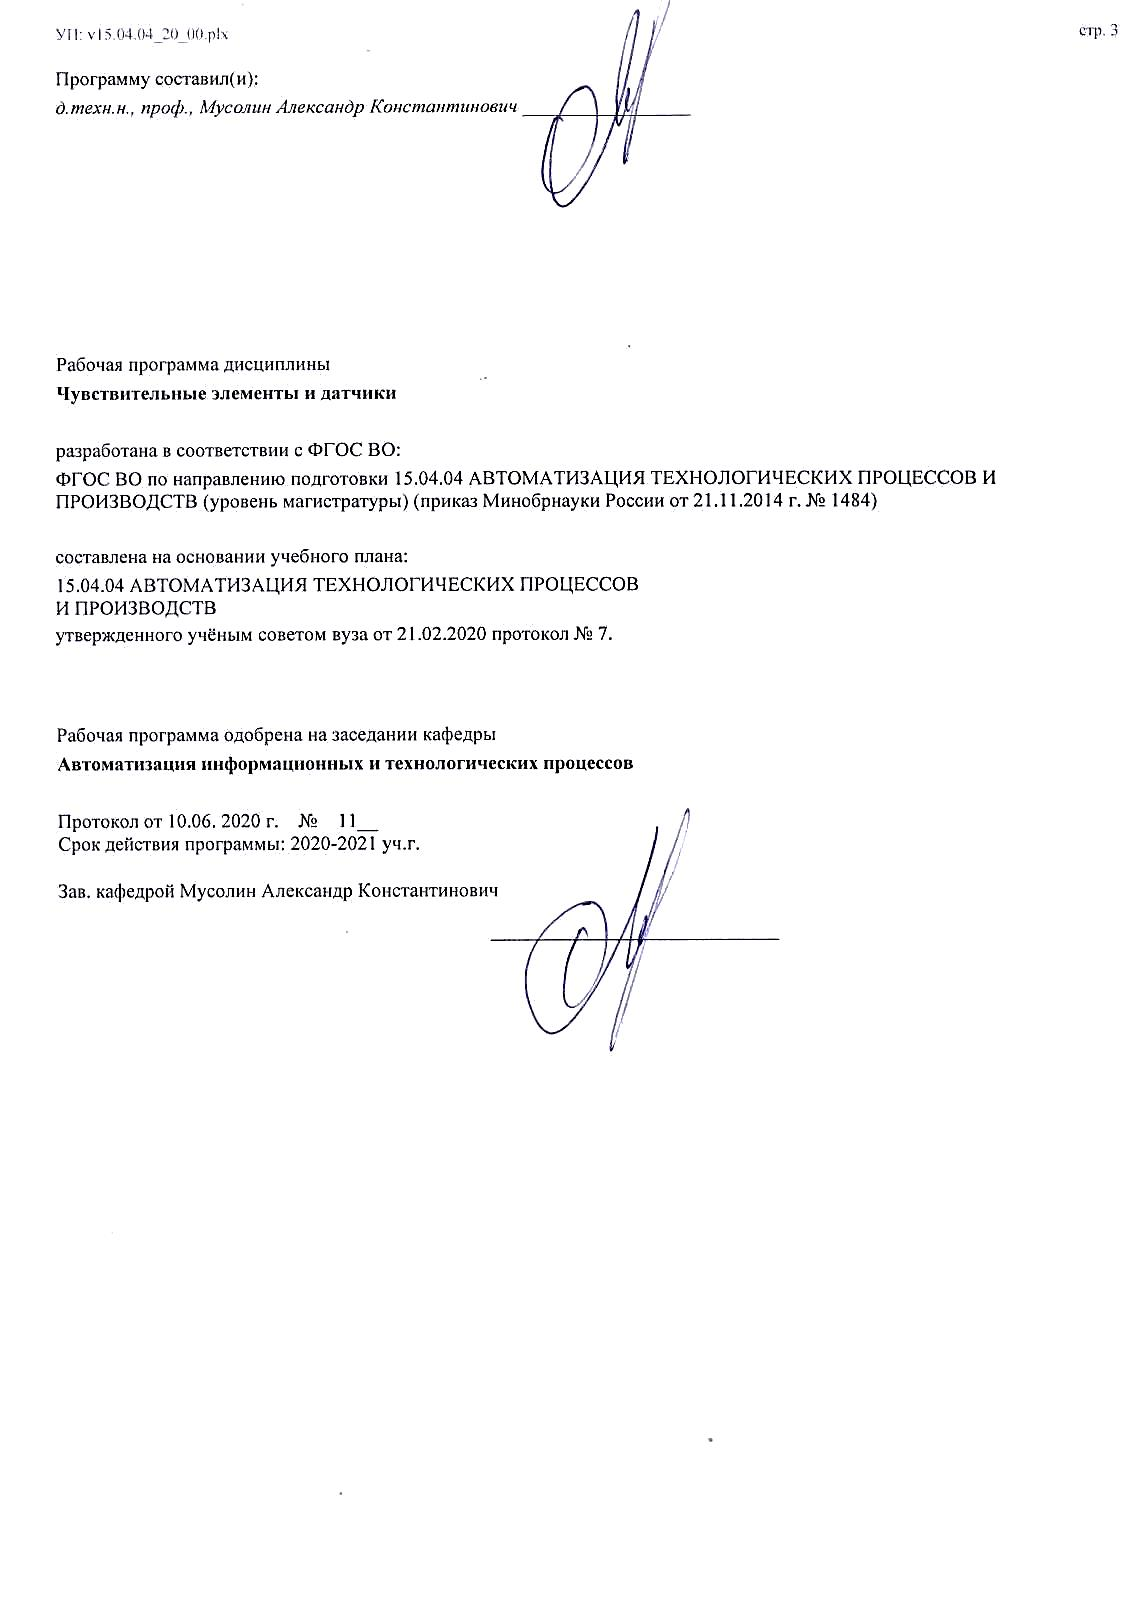 УП: v15.04.04_20_00.plx
стр. 3
Программу составил(и):
д.техн.н., проф., Мусолин Александр Константинович _________________
Рабочая программа дисциплины
Чувствительные элементы и датчики
разработана в соответствии с ФГОС ВО:
ФГОС ВО по направлению подготовки 15.04.04 АВТОМАТИЗАЦИЯ ТЕХНОЛОГИЧЕСКИХ ПРОЦЕССОВ И
ПРОИЗВОДСТВ (уровень магистратуры) (приказ Минобрнауки России от 21.11.2014 г. № 1484)
составлена на основании учебного плана:
15.04.04 АВТОМАТИЗАЦИЯ ТЕХНОЛОГИЧЕСКИХ ПРОЦЕССОВ
И ПРОИЗВОДСТВ
утвержденного учёным советом вуза от 21.02.2020 протокол № 7.
Рабочая программа одобрена на заседании кафедры
Автоматизация информационных и технологических процессов
Протокол от 10.06. 2020 г. № 11__
Срок действия программы: 2020-2021 уч.г.
Зав. кафедрой Мусолин Александр Константинович